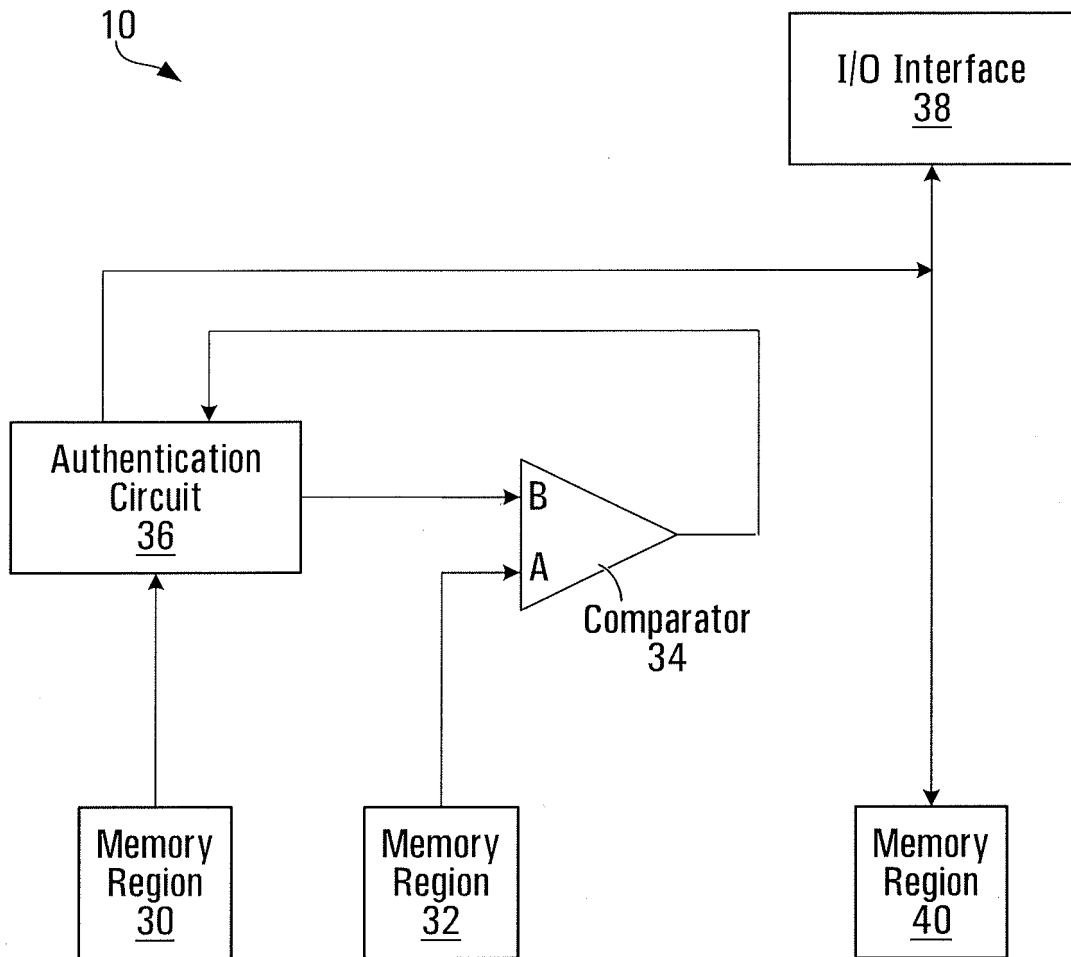 10
I/O Interface
38
Authentication
Circuit
36
B
A
Comparator
34
Memory
Region
30
Memory
Region
32
Memory
Region
40